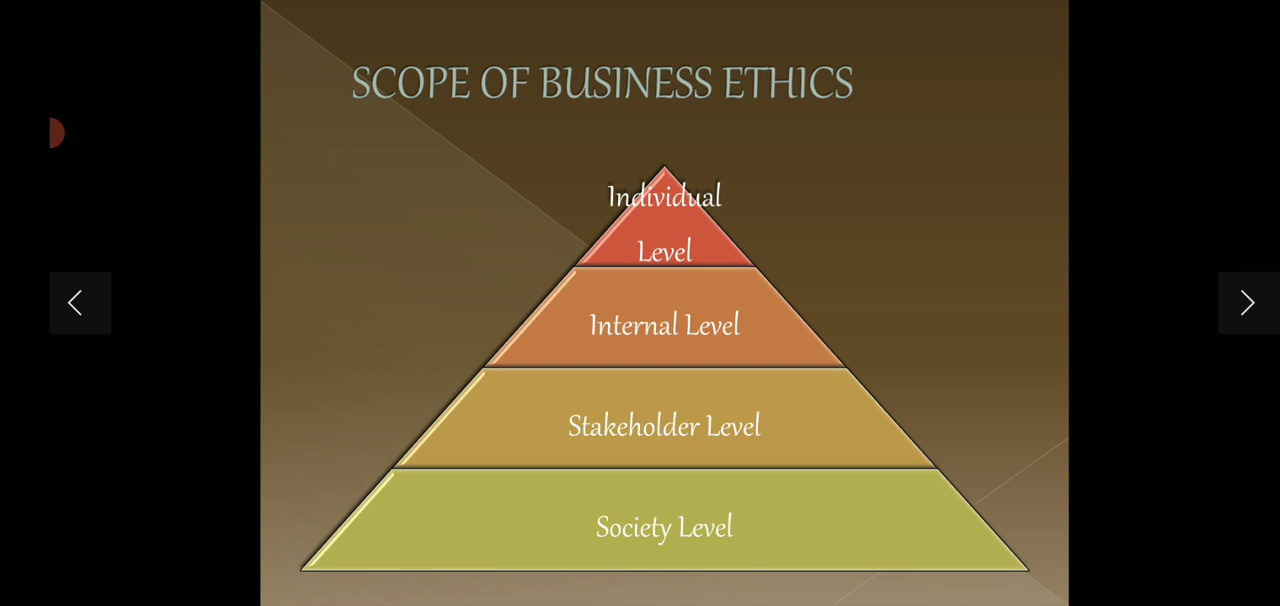 SCOPE OF BUSINESS ETHICS
Individual
Level
Internal Level
Stakeholder Level
Society Level